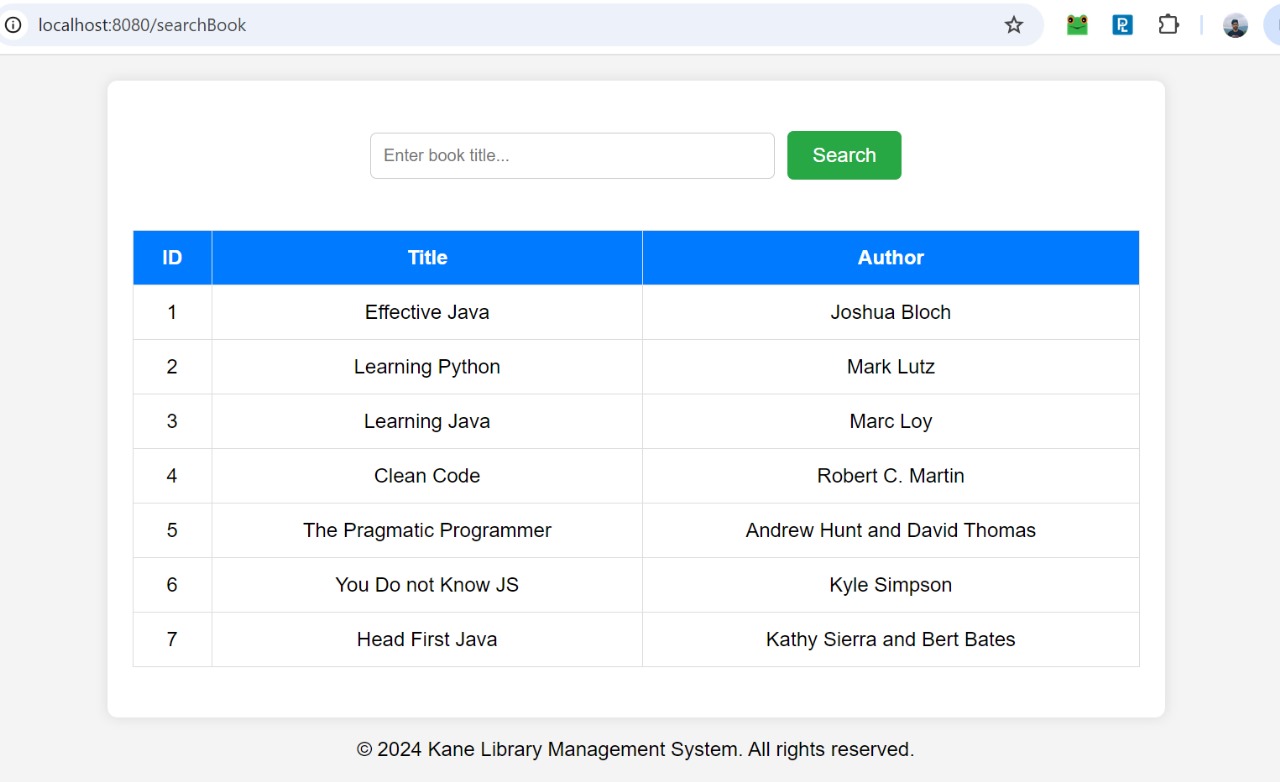 localhost:8080/searchBook
Enter book title... Search
ID Title Author
1 Effective Java Joshua Bloch
2 Learning Python Mark Lutz
3 Learning Java Marc Loy
4 Clean Code Robert C. Martin
5 The Pragmatic Programmer Andrew Hunt and David Thomas
6 You Do not Know JS Kyle Simpson
7 Head First Java Kathy Sierra and Bert Bates
© 2024 Kane Library Management System. All rights reserved.